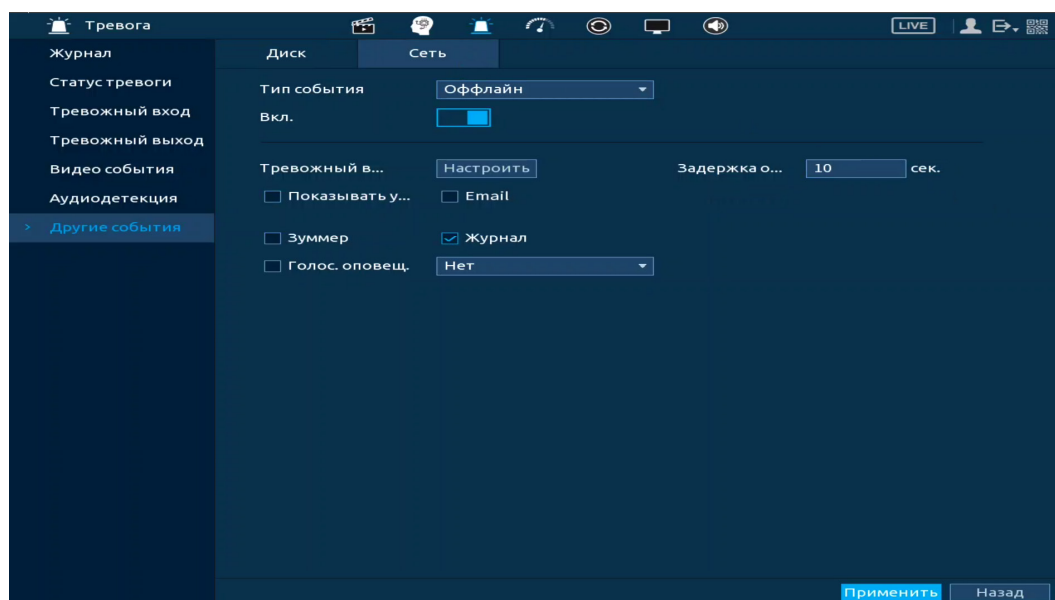 Тревога
LIVE
Журнал
Статус тревоги
Тревожный вход
Тревожный выход
Видео события
Аудиодетекция
> Другие события
Диск Сеть
Тип события Оффлайн
Вкл.
Тревожный в... Настроить Задержка о... 10 сек.
Показывать у... Email
Зуммер Журнал
Голос. оповещ. Нет
Применить Назад